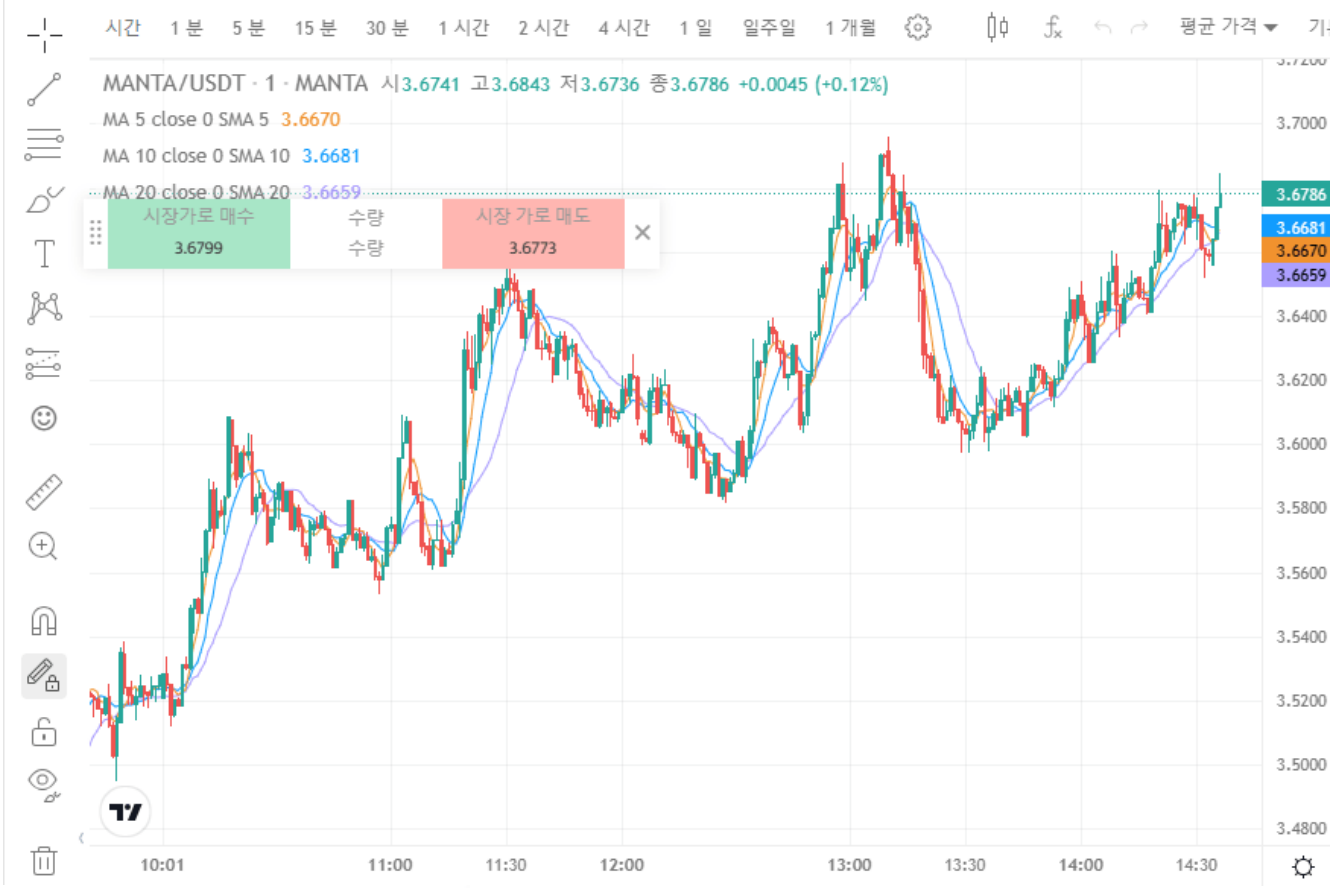 시간 1 분 5 분 15 분 30 분 1 시간 2 시간 4 시간 1 일 일주일 1 개월 평균 가격
MANTA/USDT · 1 · MANTA 시3.6741 고3.6843 저3.6736 종3.6786 +0.0045 (+0.12%)
MA 5 close 0 SMA 5 3.6670
MA 10 close 0 SMA 10 3.6681
MA 20 close 0 SMA 20 3.6659
시장가로 매수 수량 시장 가로 매도
3.6799 수량 3.6773
3.7200
3.7000
3.6786
3.6681
3.6670
3.6659
3.6400
3.6200
3.6000
3.5800
3.5600
3.5400
3.5200
3.5000
3.4800
10:01 11:00 11:30 12:00 13:00 13:30 14:00 14:30